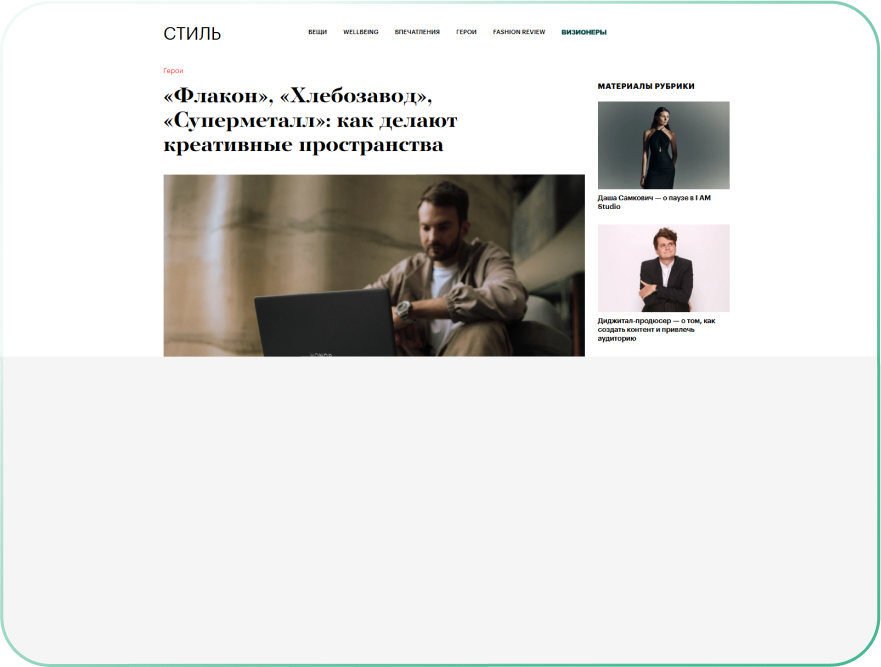 СТИЛЬ
ВЕЩИ WELLBEING ВПЕЧАТЛЕНИЯ ГЕРОИ FASHION REVIEW ВИЗИОНЕРЫ
Герои
«Флакон», «Хлебозавод»,
«Суперметалл»: как делают
креативные пространства
МАТЕРИАЛЫ РУБРИКИ
Даша Самкович — о паузе в I AM
Studio
Диджитал-продюсер — о том, как
создать контент и привлечь
аудиторию